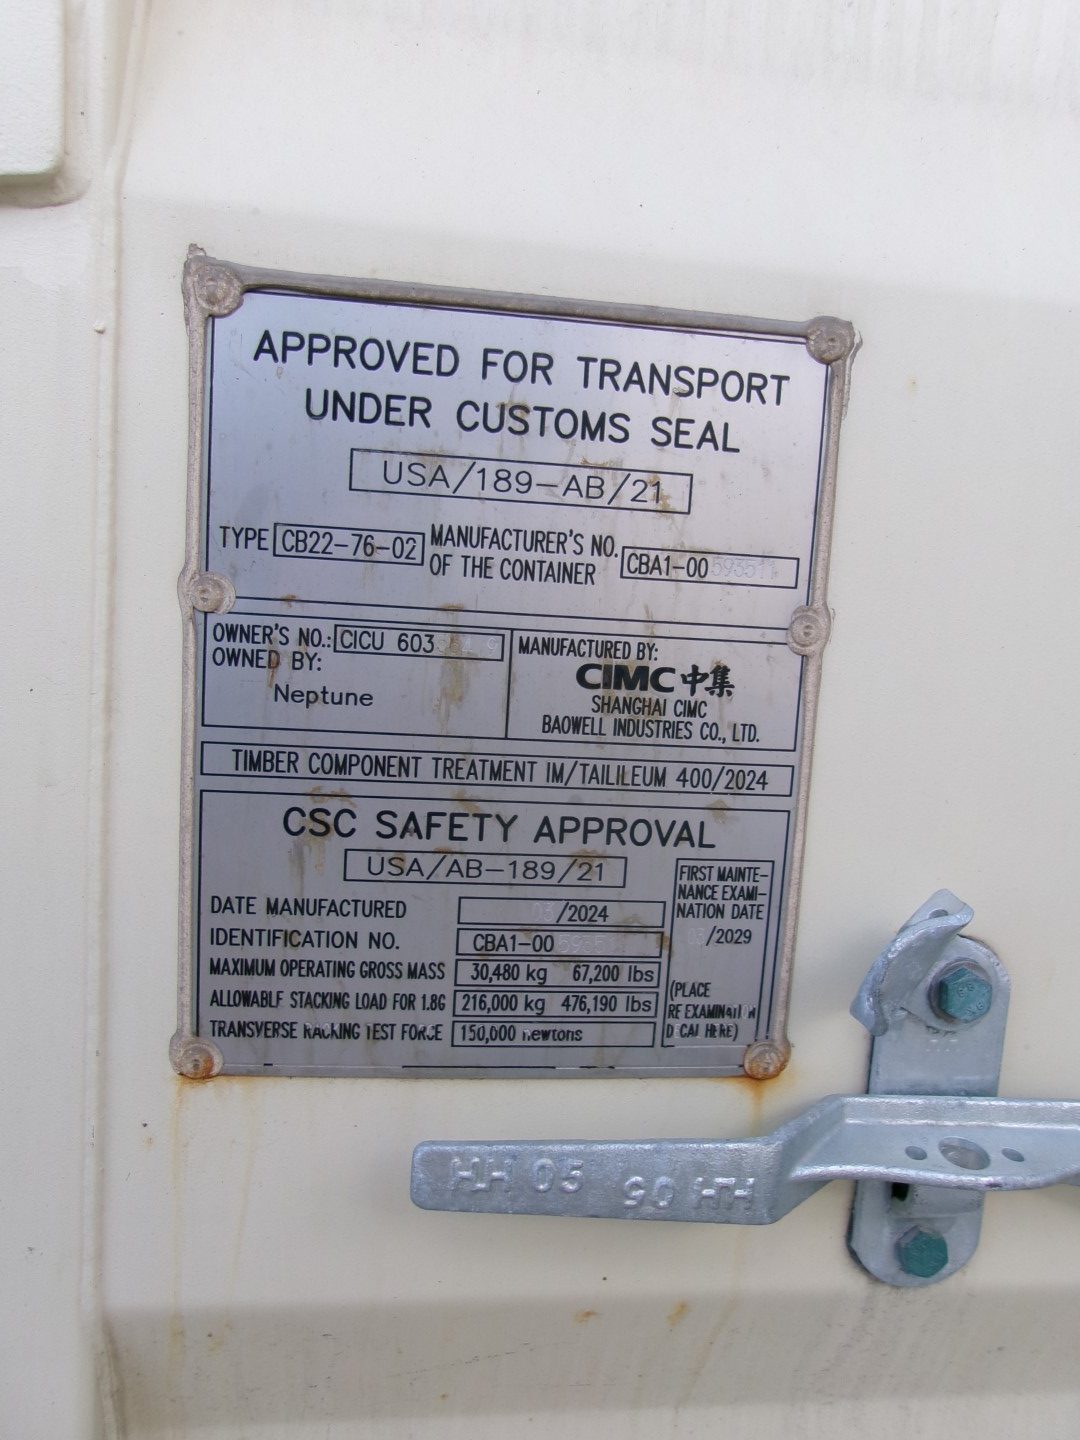 APPROVED FOR TRANSPORT
UNDER CUSTOMS SEAL
USA/189-AB/21
TYPE CB22-76-02
MANUFACTURER'S NO.
OF THE CONTAINER
CBA1-00593511
OWNER'S NO.: CICU 603
OWNED BY:
Neptune
MANUFACTURED BY:
CIMC 中集
SHANGHAI CIMC
BAOWELL INDUSTRIES CO., LTD.
TIMBER COMPONENT TREATMENT IM/TAILILEUM 400/2024
CSC SAFETY APPROVAL
USA/AB-189/21
DATE MANUFACTURED /2024
IDENTIFICATION NO. CBA1-00593511
MAXIMUM OPERATING GROSS MASS 30,480 kg 67,200 lbs
ALLOWABLE STACKING LOAD FOR 1.8G 216,000 kg 476,190 lbs
TRANSVERSE RACKING TEST FORCE 150,000 newtons
FIRST MAINTE-
NANCE EXAMI-
NATION DATE
/2029
(PLACE
RE EXAMINATION
DECAL HERE)
HH 05 50 HH